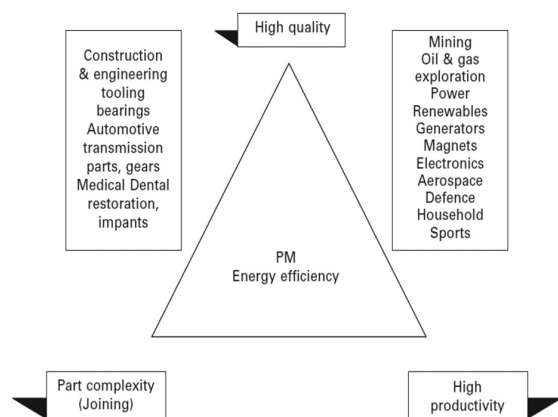 High quality
Construction
& engineering
tooling
bearings
Automotive
transmission
parts, gears
Medical Dental
restoration,
impants
Mining
Oil & gas
exploration
Power
Renewables
Generators
Magnets
Electronics
Aerospace
Defence
Household
Sports
PM
Energy efficiency
Part complexity
(Joining)
High
productivity